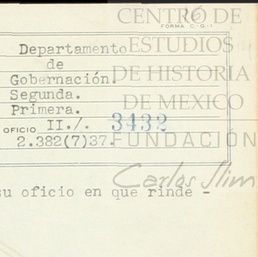 CENTRO DE
FORMA C-G-1
ESTUDIOS
DE HISTORIA
DE MEXICO
FUNDACIÓN
Carlos Slim
Departamento
de
Gobernación.
Segunda.
Primera.
OFICIO II./. 3432
2.382(7)37.
su oficio en que rinde -